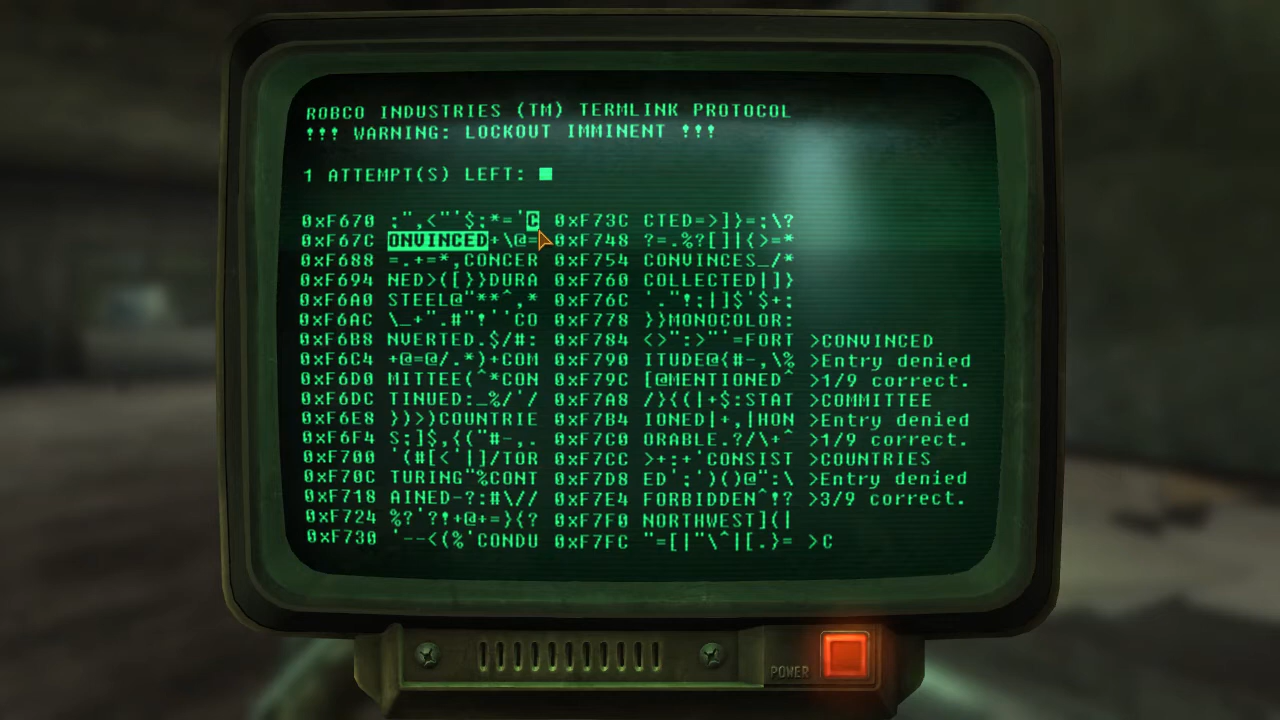 ROBCO INDUSTRIES (TM) TERMLINK PROTOCOL
!!! WARNING: LOCKOUT IMMINENT !!!
1 ATTEMPT(S) LEFT: ■
0xF670 ;",<"'$;*='C 0xF73C CTED=>]}=;\?
0xF67C ONVINCED+\@= 0xF748 ?=.%?[]|{>=*
0xF688 =.+=*,CONCER 0xF754 CONVINCES_/*
0xF694 NED>([}}DURA 0xF760 COLLECTED|]}
0xF6A0 STEEL@"**^,* 0xF76C '."!;|]$'$+;
0xF6AC \_+".#"!''CO 0xF778 }}MONOCOLOR:
0xF6B8 NVERTED.$/#: 0xF784 <>":>"'=FORT >CONVINCED
0xF6C4 +@=@/.*)+COM 0xF790 ITUDE@{#-,\% >Entry denied
0xF6D0 MITTEE(^*CON 0xF79C [@MENTIONED^ >1/9 correct.
0xF6DC TINUED:_%/'/ 0xF7A8 /}{(|+$:STAT >COMMITTEE
0xF6E8 }})>)COUNTRIE 0xF7B4 IONED|+,|HON >Entry denied
0xF6F4 S;]$,{("#-,. 0xF7C0 ORABLE.?/\+^ >1/9 correct.
0xF700 '(#[<'|]/TOR 0xF7CC >+:+'CONSIST >COUNTRIES
0xF70C TURING"%CONT 0xF7D8 ED';')()@":\ >Entry denied
0xF718 AINED-?:#\// 0xF7E4 FORBIDDEN^!? >3/9 correct.
0xF724 %?'?!+@+=}{? 0xF7F0 NORTHWEST](|
0xF730 '--<(%'CONDU 0xF7FC "=[|"\^|[.}= >C
POWER